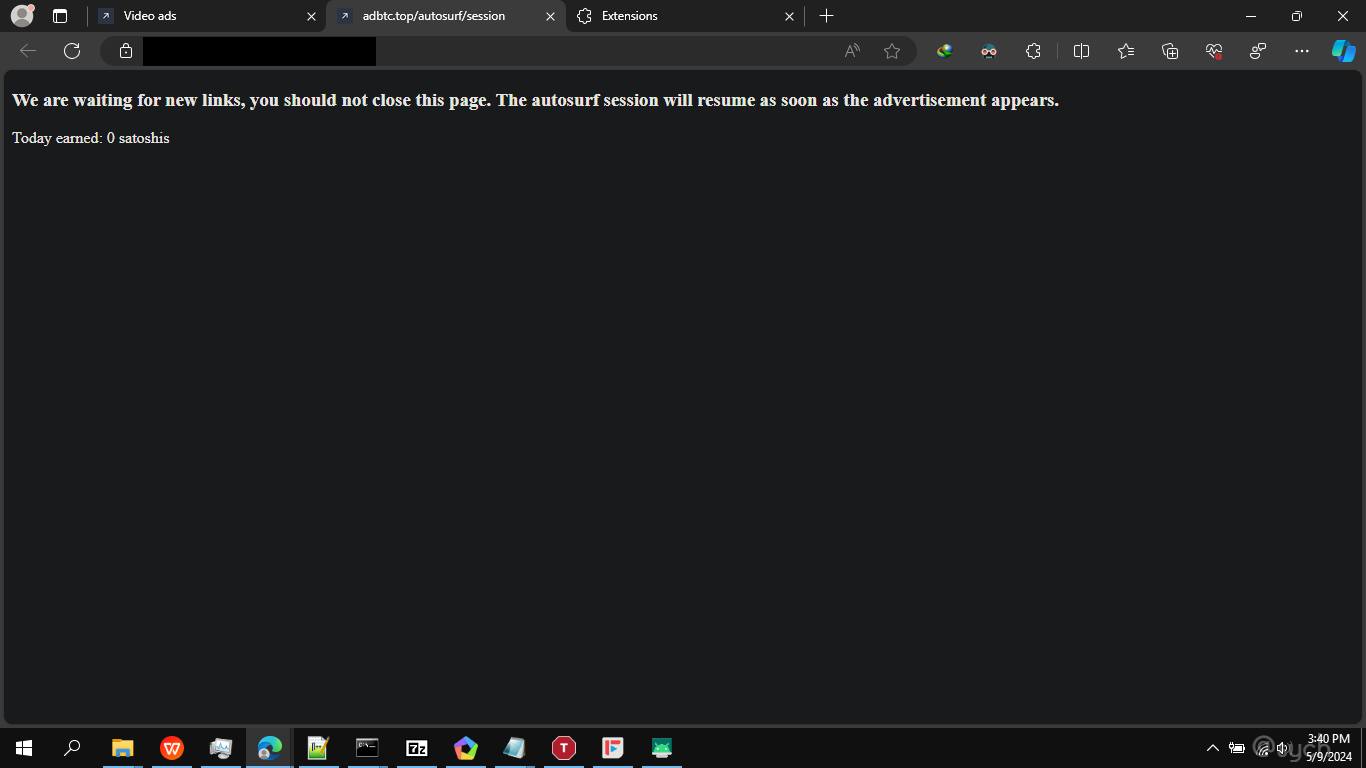 Video ads
adbtc.top/autosurf/session
Extensions
We are waiting for new links, you should not close this page. The autosurf session will resume as soon as the advertisement appears.
Today earned: 0 satoshis
3:40 PM
5/9/2024